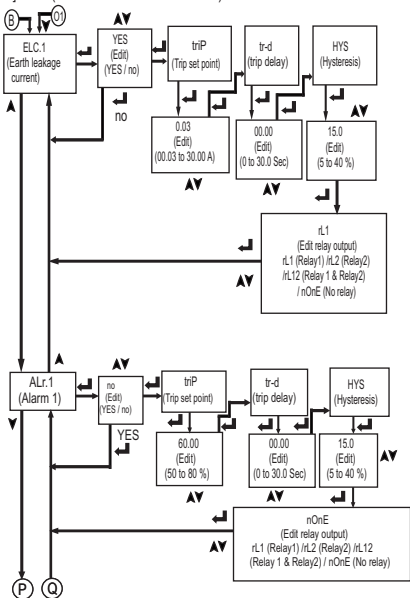 B
O1
ELC.1
(Earth leakage
current)
YES
(Edit)
(YES / no)
no
triP
(Trip set point)
tr-d
(trip delay)
HYS
(Hysteresis)
0.03
(Edit)
(00.03 to 30.00 A)
00.00
(Edit)
(0 to 30.0 Sec)
15.0
(Edit)
(5 to 40 %)
rL1
(Edit relay output)
rL1 (Relay1) /rL2 (Relay2)
/rL12 (Relay 1 & Relay2)
/ nOnE (No relay)
ALr.1
(Alarm 1)
no
(Edit)
(YES / no)
YES
triP
(Trip set point)
tr-d
(trip delay)
HYS
(Hysteresis)
60.00
(Edit)
(50 to 80 %)
00.00
(Edit)
(0 to 30.0 Sec)
15.0
(Edit)
(5 to 40 %)
nOnE
(Edit relay output)
rL1 (Relay1) /rL2 (Relay2) /rL12
(Relay 1 & Relay2) / nOnE (No relay)
P
Q